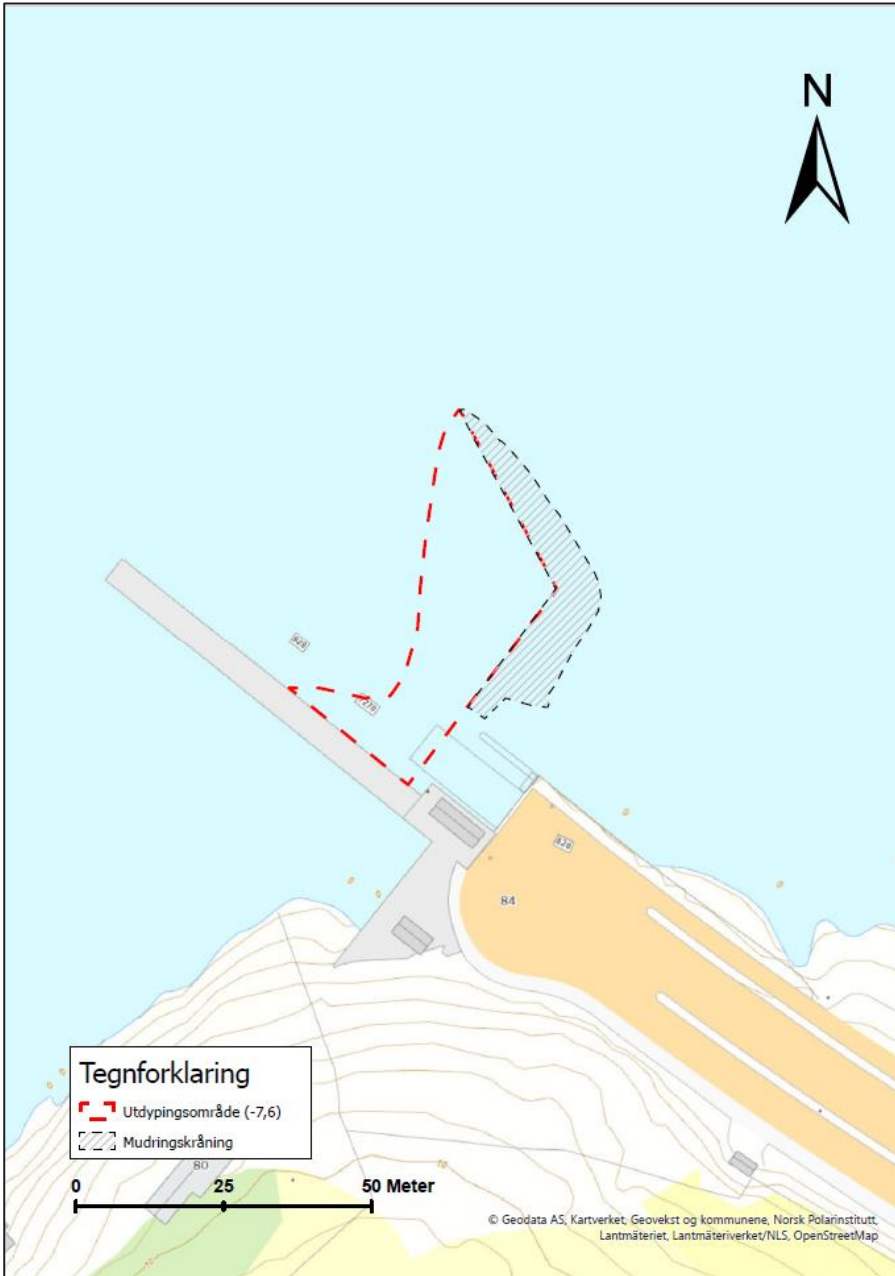 N
828
84
Tegnforklaring
Utdypingsområde (-7,6)
Mudringskråning
80
0 25 50 Meter
© Geodata AS, Kartverket, Geovekst og kommunene, Norsk Polarinstitutt,
Lantmäteriet, Lantmäteriverket/NLS, OpenStreetMap